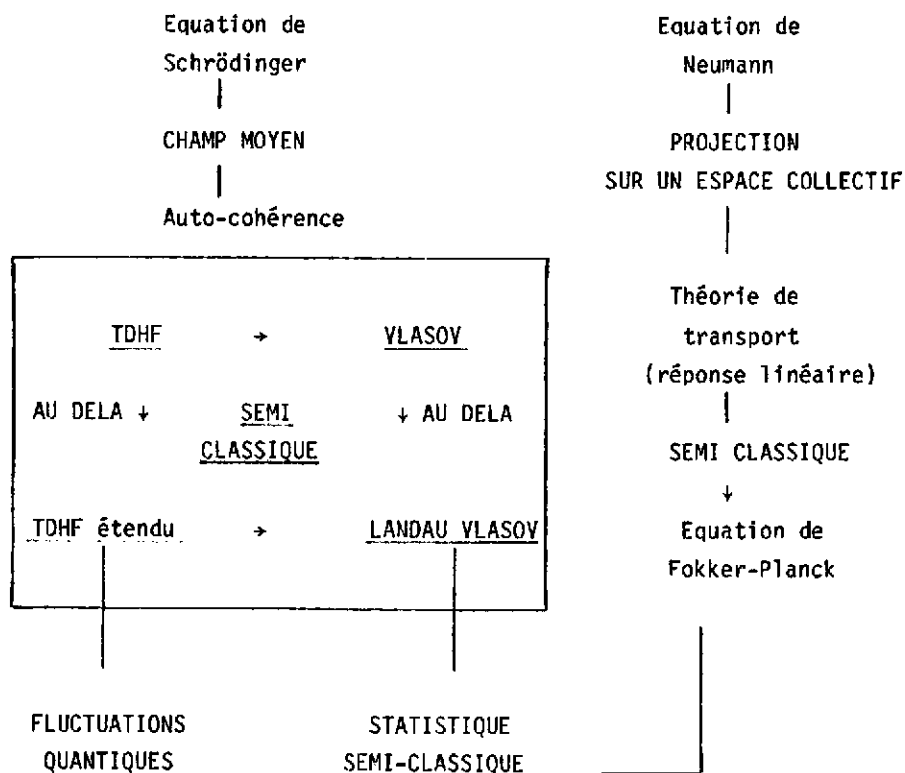 Equation de
Schrödinger
CHAMP MOYEN
Auto-cohérence
TDHF → VLASOV
AU DELA ↓ SEMI ↓ AU DELA
CLASSIQUE
TDHF étendu → LANDAU VLASOV
FLUCTUATIONS
QUANTIQUES
STATISTIQUE
SEMI-CLASSIQUE
Equation de
Neumann
PROJECTION
SUR UN ESPACE COLLECTIF
Théorie de
transport
(réponse linéaire)
SEMI CLASSIQUE
↓
Equation de
Fokker-Planck